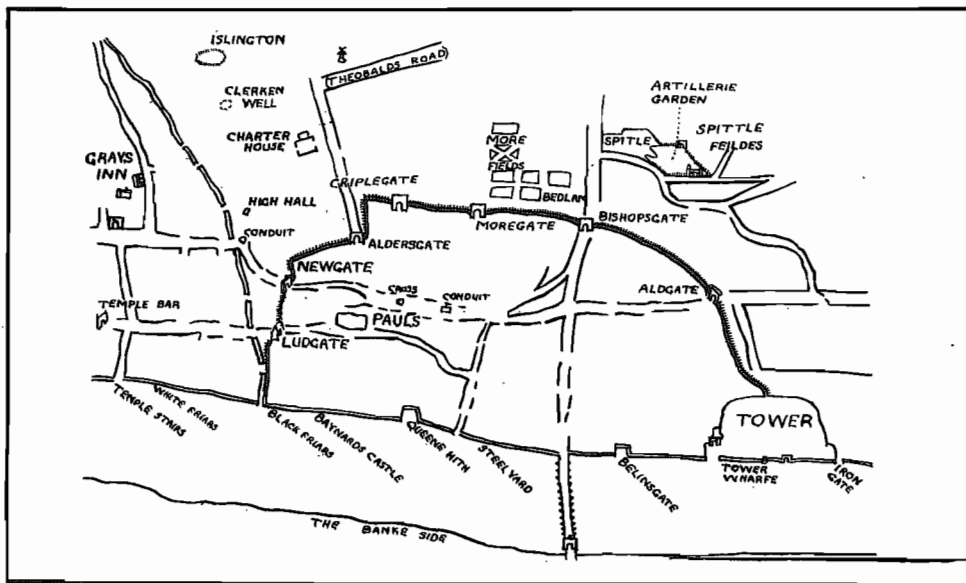 ISLINGTON
(THEOBALDS ROAD)
CLERKEN
WELL
ARTILLERIE
GARDEN
CHARTER
HOUSE
MORE
FIELDS
SPITLE
SPITTLE
FEILDES
GRAYS
INN
CRIPLEGATE
BEDLAM
HIGH HALL
MOREGATE
BISHOPSGATE
CONDUIT
ALDERSGATE
NEWGATE
CROSS
CONDUIT
ALDGATE
TEMPLE BAR
PAULS
LUDGATE
TEMPLE STAIRS
WHITE FRIARS
BLACK FRIARS
BAYNARDS CASTLE
QUEENE HITH
STEEL YARD
BELINSGATE
TOWER
TOWER
WHARFE
IRON
GATE
THE BANKE SIDE